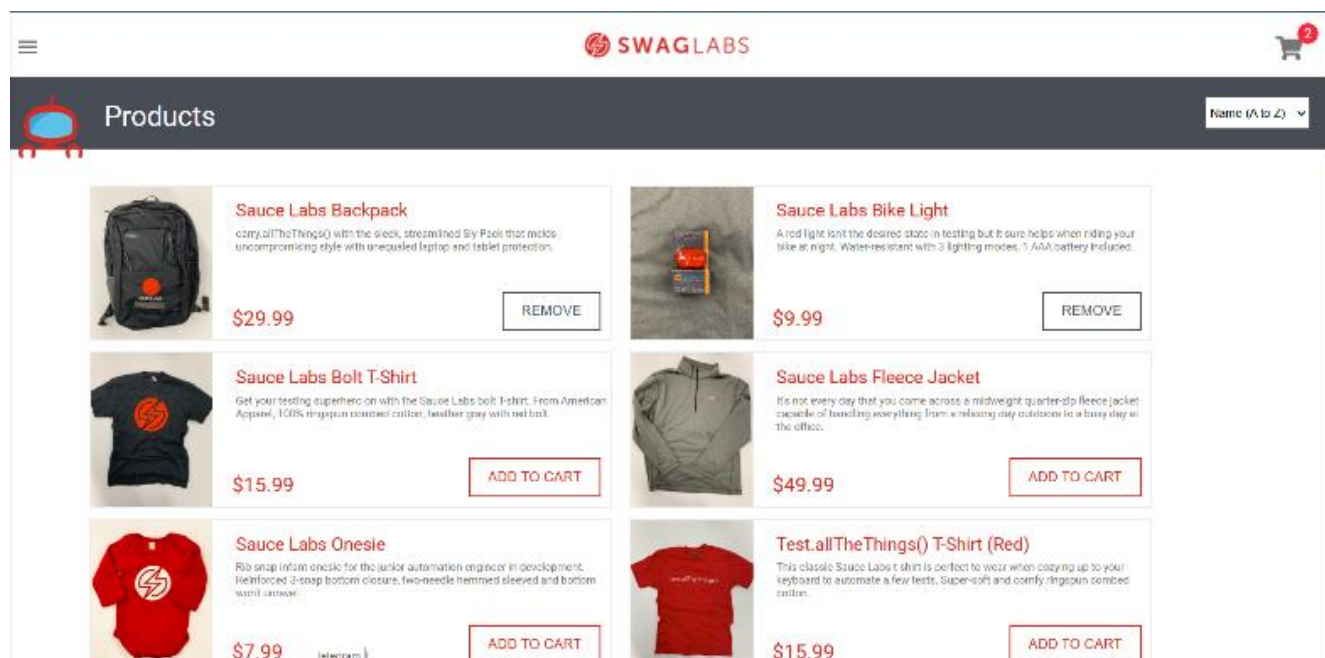 SWAGLABS
2
Products
Name (A to Z)
Sauce Labs Backpack
carry.allTheThings() with the sleek, streamlined Sly Pack that melds
uncompromising style with unequaled laptop and tablet protection.
$29.99
REMOVE
Sauce Labs Bike Light
A red light isn't the desired state in testing but it sure helps when riding your
bike at night. Water-resistant with 3 lighting modes, 1 AAA battery included.
$9.99
REMOVE
Sauce Labs Bolt T-Shirt
Get your testing superhero on with the Sauce Labs bolt T-shirt. From American
Apparel, 100% ringspun combed cotton, heather gray with red bolt.
$15.99
ADD TO CART
Sauce Labs Fleece Jacket
It's not every day that you come across a midweight quarter-zip fleece jacket
capable of handling everything from a relaxing day outdoors to a busy day at
the office.
$49.99
ADD TO CART
Sauce Labs Onesie
Rib snap infant onesie for the junior automation engineer in development.
Reinforced 3-snap bottom closure, two-needle hemmed sleeved and bottom
won't unravel.
$7.99
telegram
ADD TO CART
Test.allTheThings() T-Shirt (Red)
This classic Sauce Labs t-shirt is perfect to wear when cozying up to your
keyboard to automate a few tests. Super-soft and comfy ringspun combed
cotton.
$15.99
ADD TO CART